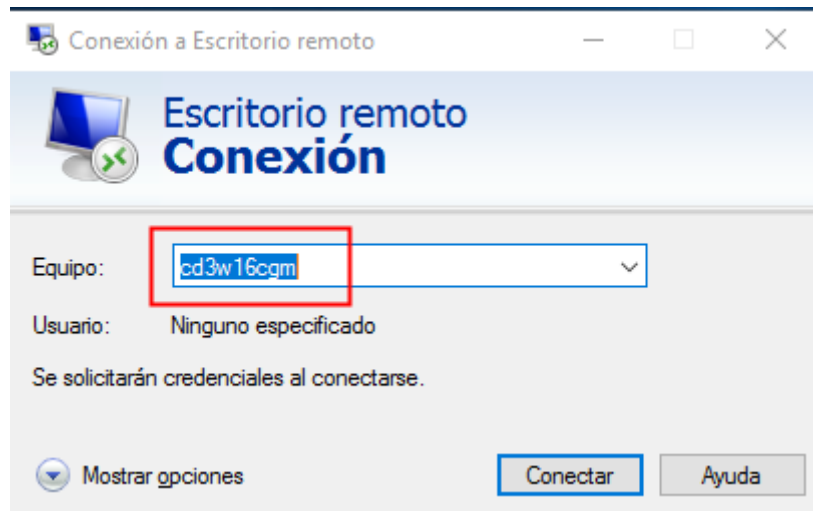 Conexión a Escritorio remoto
Escritorio remoto
Conexión
Equipo: cd3w16cgm
Usuario: Ninguno especificado
Se solicitarán credenciales al conectarse.
Mostrar opciones Conectar Ayuda